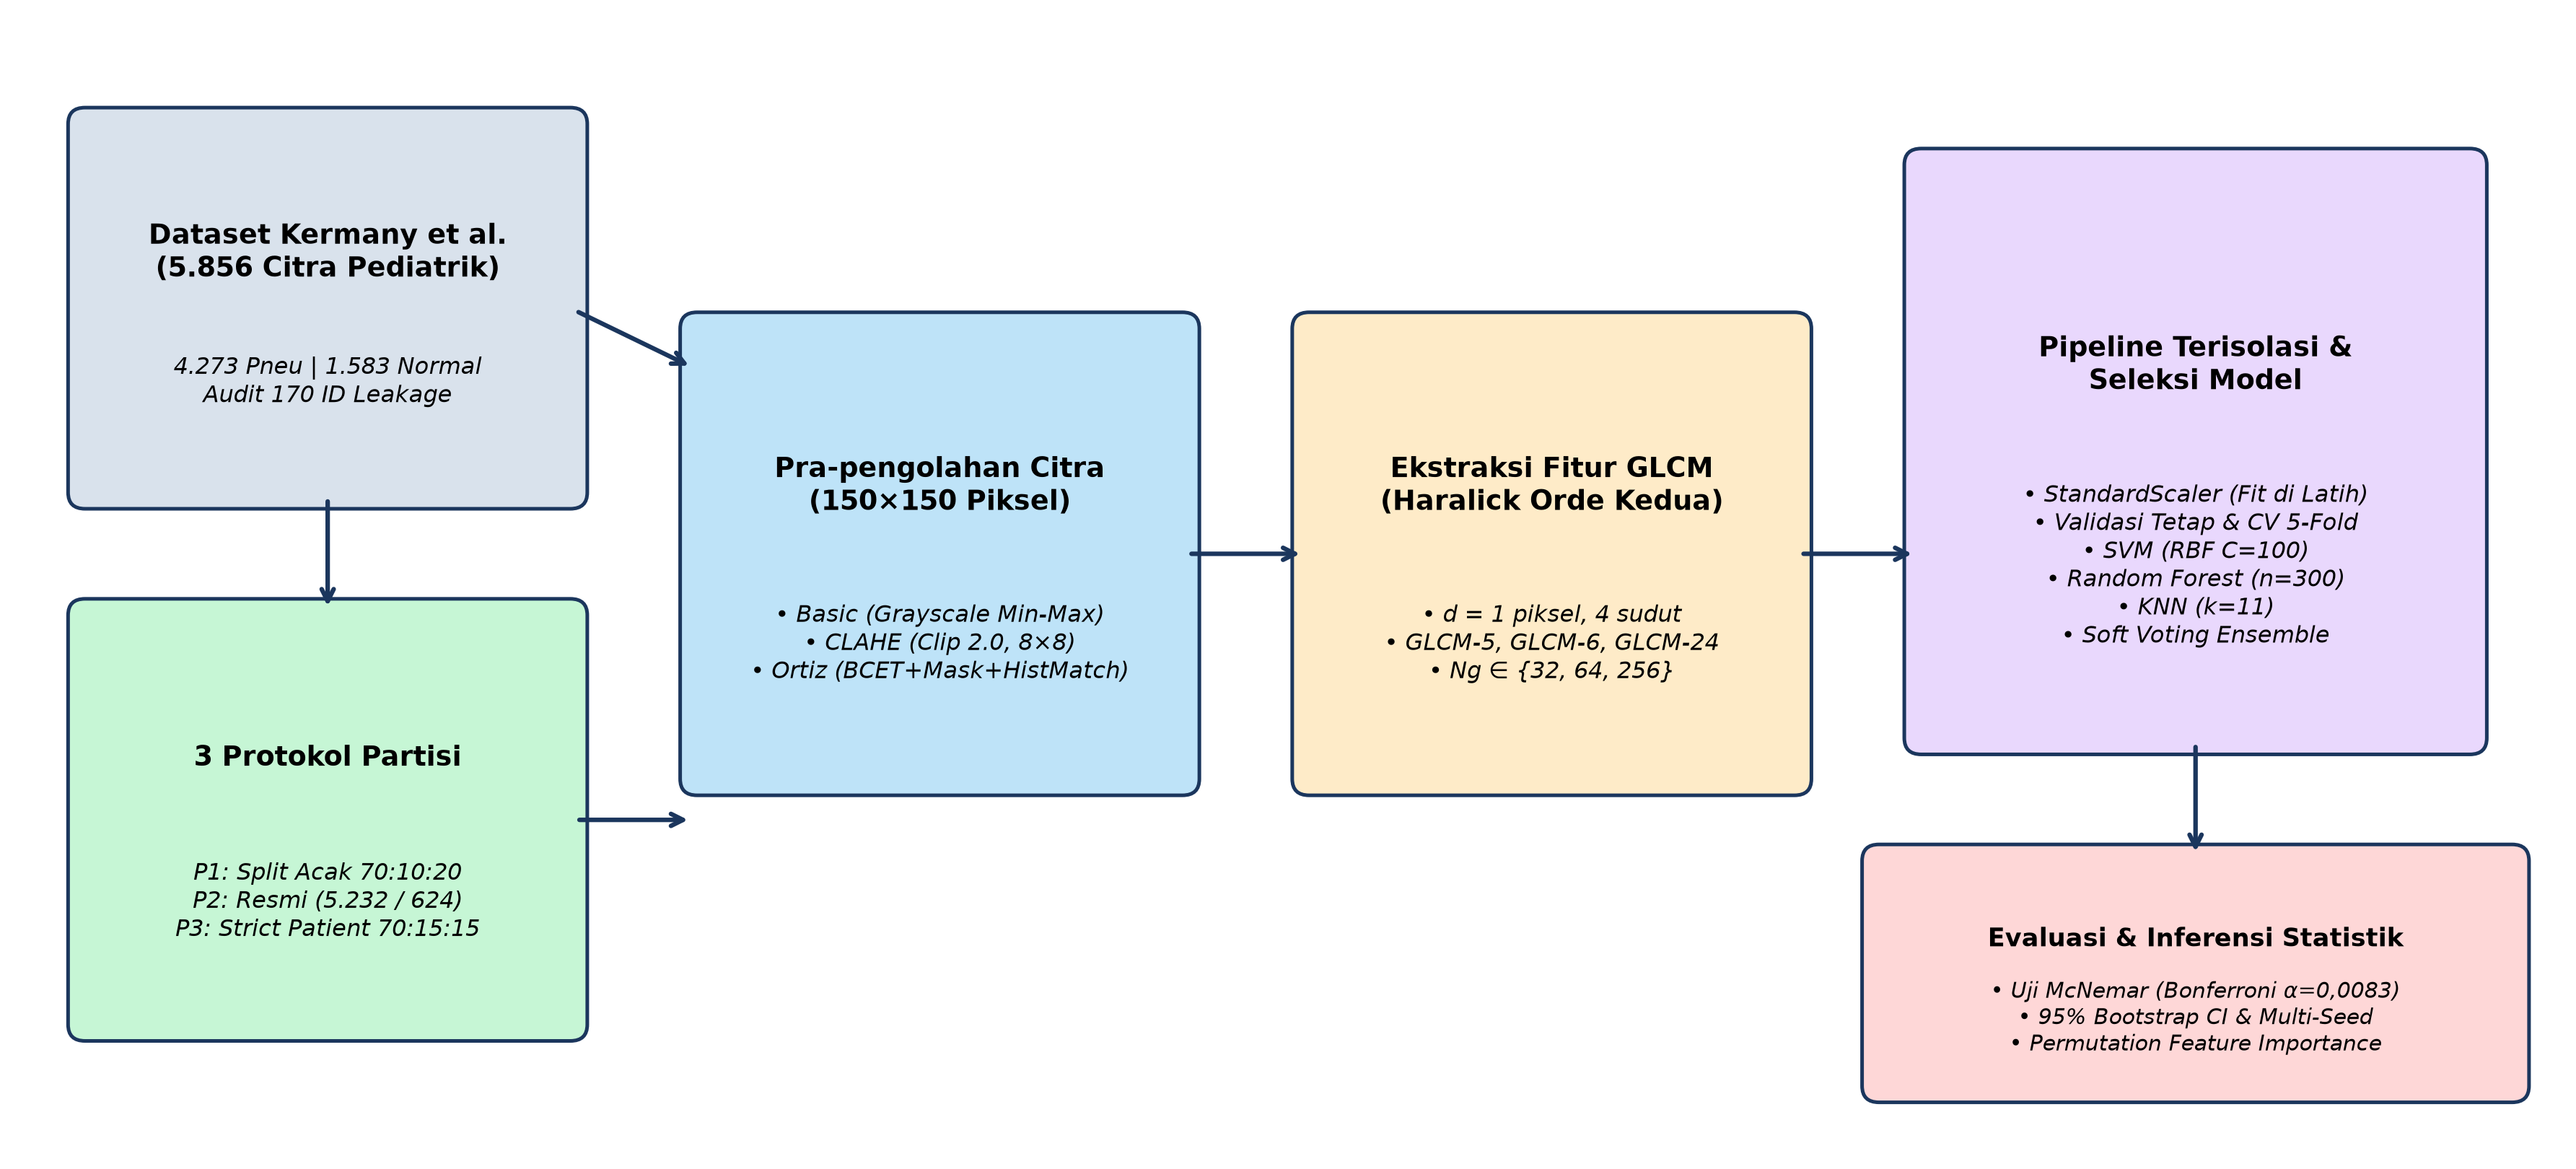 Dataset Kermany et al.
(5.856 Citra Pediatrik)
4.273 Pneu | 1.583 Normal
Audit 170 ID Leakage
3 Protokol Partisi
P1: Split Acak 70:10:20
P2: Resmi (5.232 / 624)
P3: Strict Patient 70:15:15
Pra-pengolahan Citra
(150×150 Piksel)
• Basic (Grayscale Min-Max)
• CLAHE (Clip 2.0, 8×8)
• Ortiz (BCET+Mask+HistMatch)
Ekstraksi Fitur GLCM
(Haralick Orde Kedua)
• d = 1 piksel, 4 sudut
• GLCM-5, GLCM-6, GLCM-24
• Ng ∈ {32, 64, 256}
Pipeline Terisolasi &
Seleksi Model
• StandardScaler (Fit di Latih)
• Validasi Tetap & CV 5-Fold
• SVM (RBF C=100)
• Random Forest (n=300)
• KNN (k=11)
• Soft Voting Ensemble
Evaluasi & Inferensi Statistik
• Uji McNemar (Bonferroni α=0,0083)
• 95% Bootstrap CI & Multi-Seed
• Permutation Feature Importance